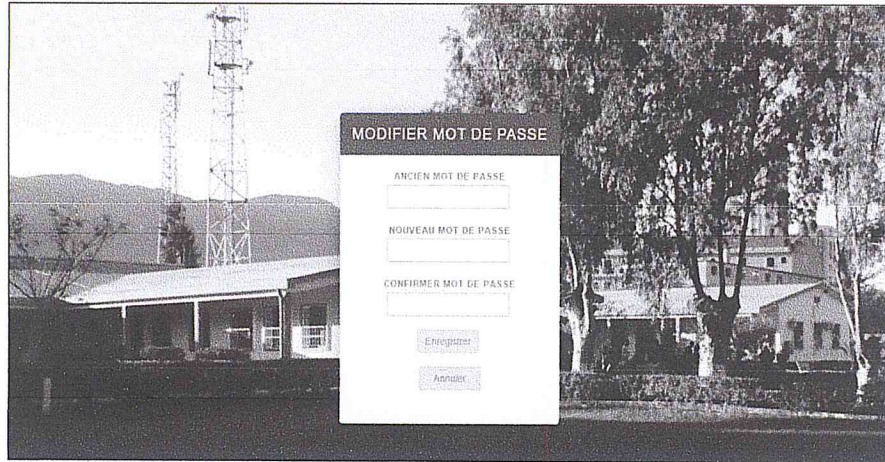 MODIFIER MOT DE PASSE
ANCIEN MOT DE PASSE
NOUVEAU MOT DE PASSE
CONFIRMER MOT DE PASSE
Enregistrer
Annuler